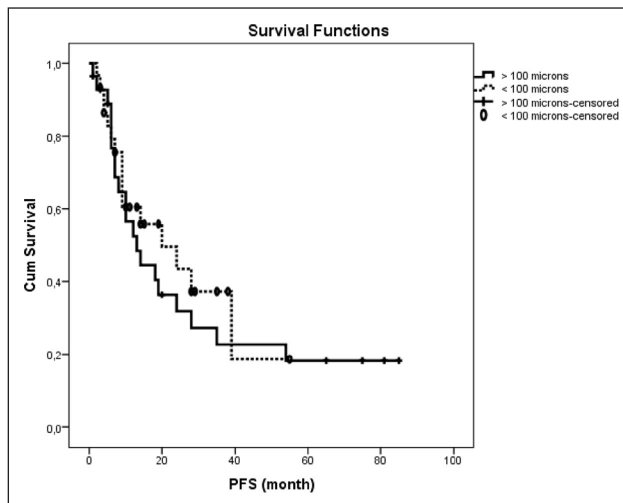 Survival Functions
> 100 microns
< 100 microns
> 100 microns-censored
< 100 microns-censored
Cum Survival
1,0
0,8
0,6
0,4
0,2
0,0
0 20 40 60 80 100
PFS (month)